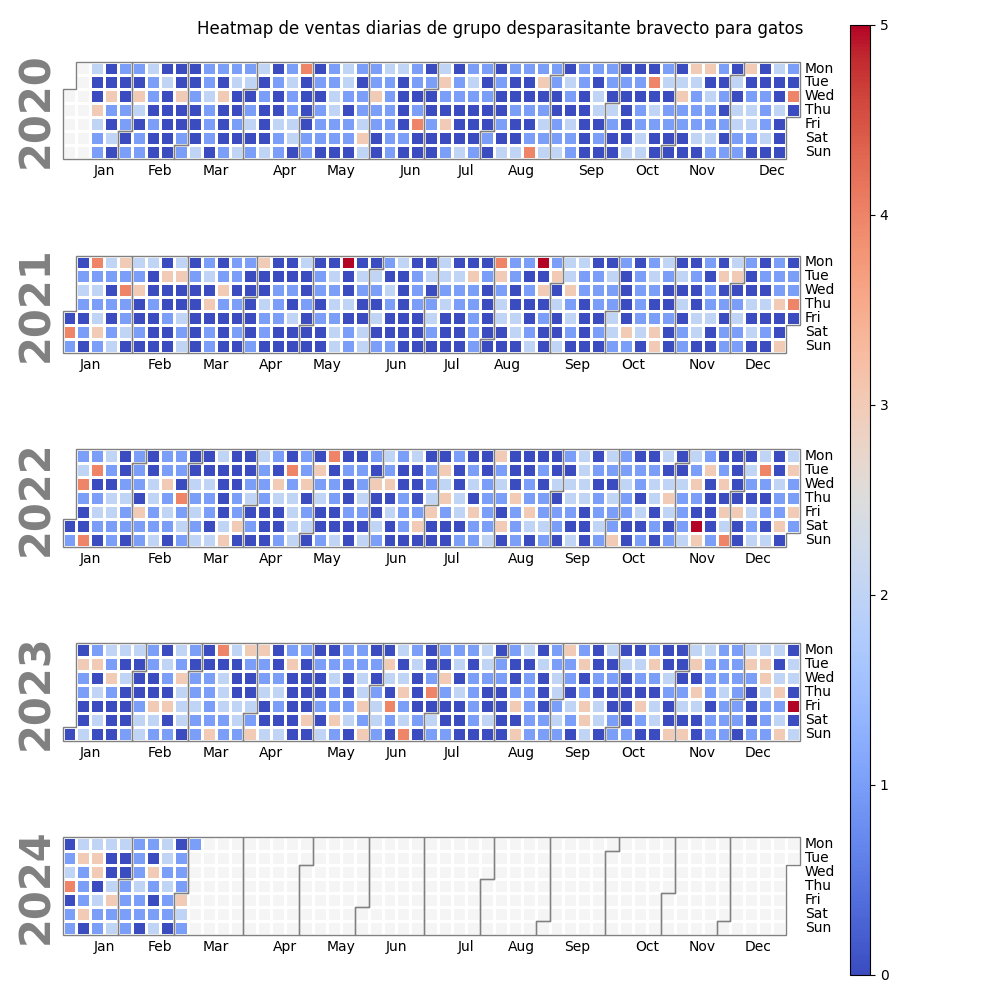 Heatmap de ventas diarias de grupo desparasitante bravecto para gatos
2020
Mon
Tue
Wed
Thu
Fri
Sat
Sun
Jan Feb Mar Apr May Jun Jul Aug Sep Oct Nov Dec
2021
Mon
Tue
Wed
Thu
Fri
Sat
Sun
Jan Feb Mar Apr May Jun Jul Aug Sep Oct Nov Dec
2022
Mon
Tue
Wed
Thu
Fri
Sat
Sun
Jan Feb Mar Apr May Jun Jul Aug Sep Oct Nov Dec
2023
Mon
Tue
Wed
Thu
Fri
Sat
Sun
Jan Feb Mar Apr May Jun Jul Aug Sep Oct Nov Dec
2024
Mon
Tue
Wed
Thu
Fri
Sat
Sun
Jan Feb Mar Apr May Jun Jul Aug Sep Oct Nov Dec
5
4
3
2
1
0